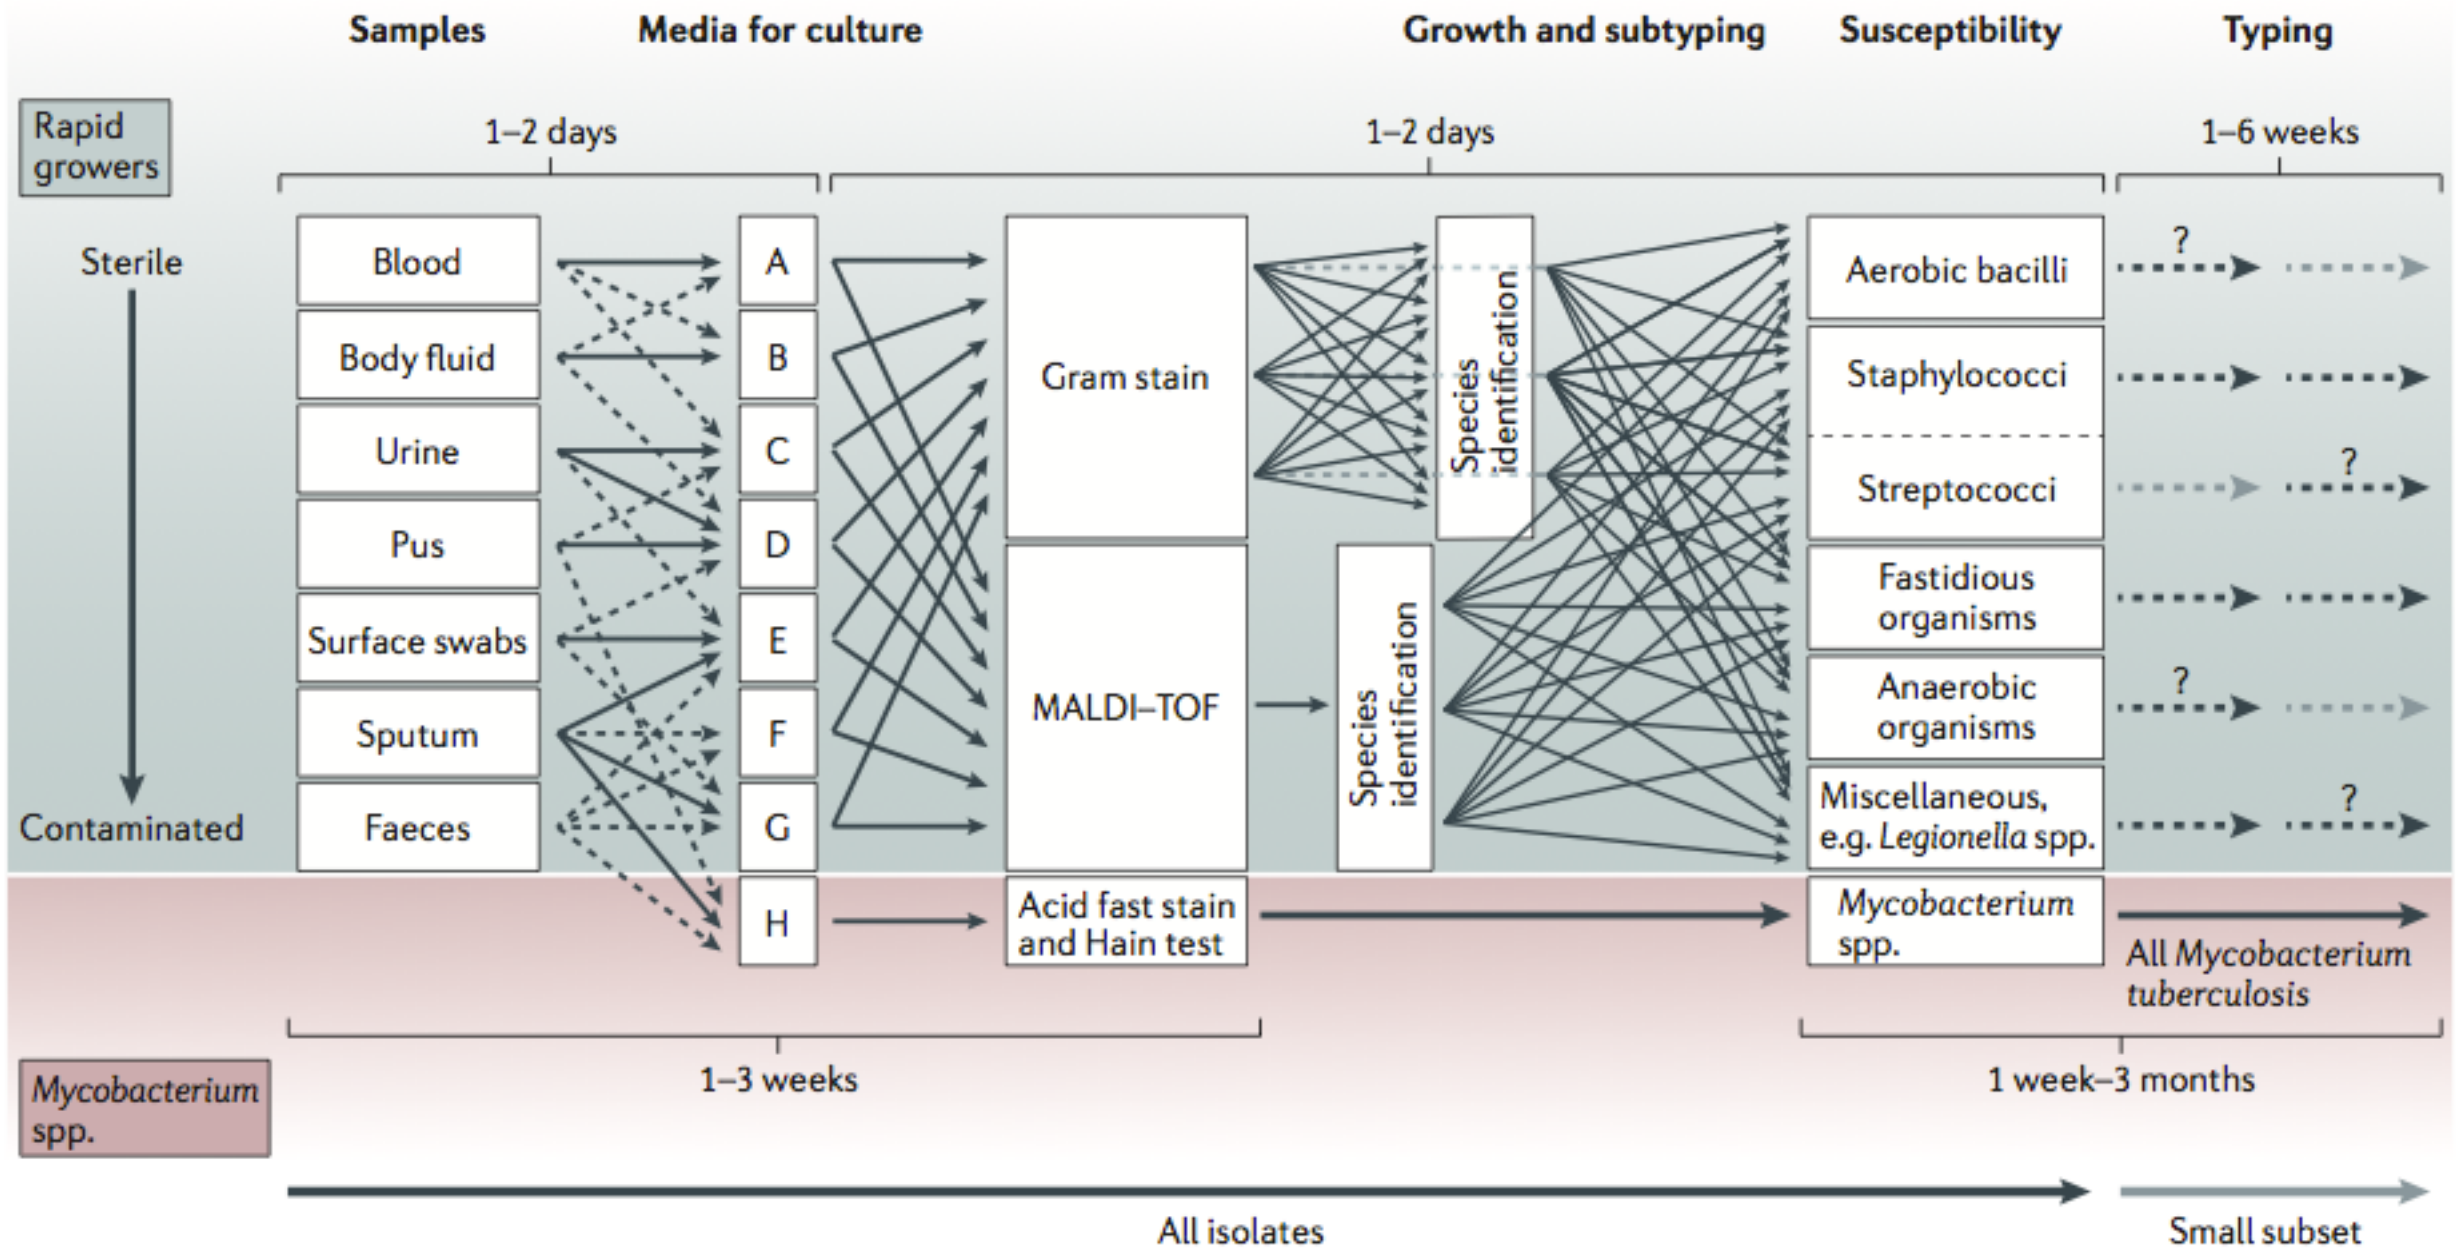 Samples
Media for culture
Growth and subtyping
Susceptibility
Typing
Rapid
growers
1–2 days
1–2 days
1–6 weeks
Sterile
Contaminated
Blood
Body fluid
Urine
Pus
Surface swabs
Sputum
Faeces
A
B
C
D
E
F
G
H
Gram stain
MALDI–TOF
Acid fast stain
and Hain test
Species
identification
Species
identification
Aerobic bacilli
Staphylococci
Streptococci
Fastidious
organisms
Anaerobic
organisms
Miscellaneous,
e.g. Legionella spp.
Mycobacterium
spp.
?
?
?
?
All Mycobacterium
tuberculosis
1–3 weeks
1 week–3 months
Mycobacterium
spp.
All isolates
Small subset